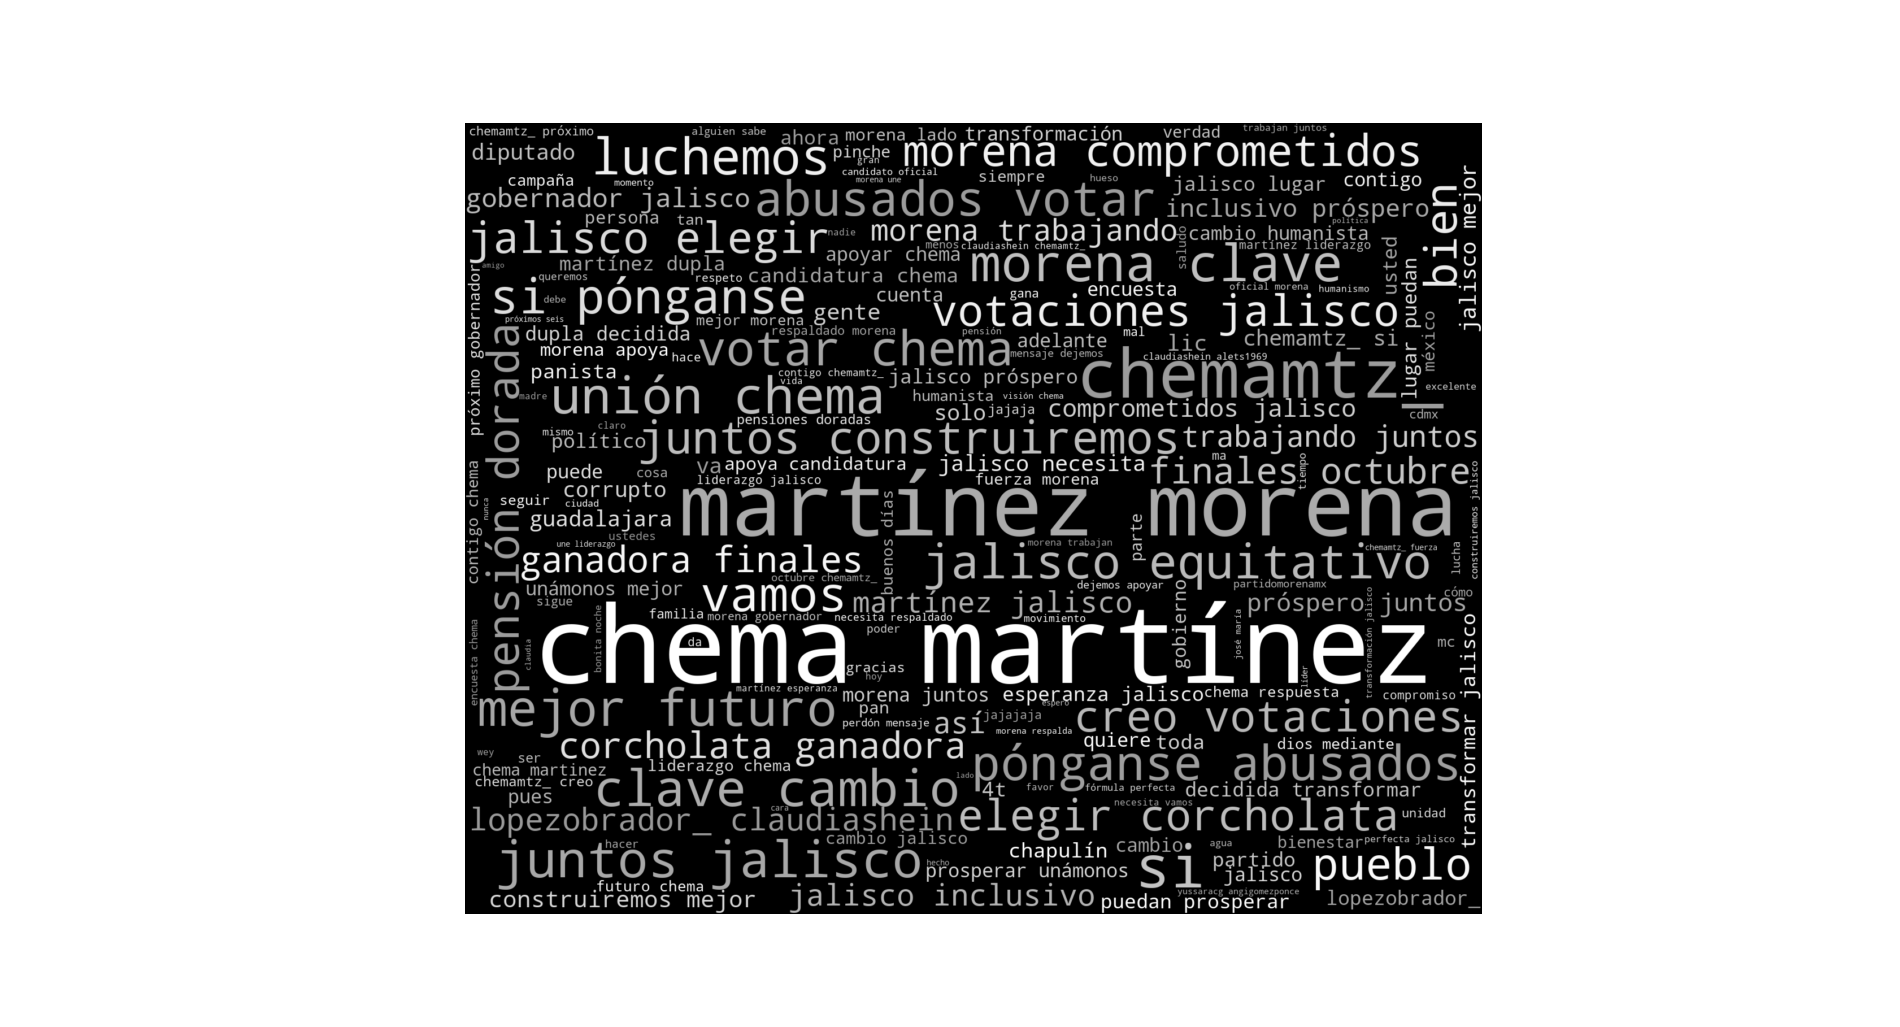 chemamtz_ próximo
alguien sabe
ahora
morena lado
transformación
verdad
trabajan juntos
diputado
luchemos
pinche
gran
morena comprometidos
candidato oficial
morena une
campaña
momento
siempre
hueso
jalisco lugar
contigo
gobernador jalisco
abusados votar
inclusivo próspero
bien
jalisco mejor
persona
tan
política
jalisco elegir
nadie
morena trabajando
cambio humanista
menos
claudiashein chemamtz_
saludo
martínez liderazgo
usted
amigo
martínez dupla
apoyar chema
morena clave
queremos
respeto
candidatura chema
lugar puedan
si pónganse
debe
cuenta
gana
encuesta
oficial morena
humanismo
próximo gobernador
próximos seis
mejor morena
gente
votaciones jalisco
méxico
dupla decidida
respaldado morena
pensión
adelante
mal
lic
chemamtz_ si
morena apoya
hace
votar chema
mensaje dejemos
claudiashein alets1969
pensión dorada
panista
contigo chemamtz_
vida
jalisco próspero
chemamtz_
excelente
madre
unión chema
humanista
visión chema
pensiones doradas
solo
jajaja
comprometidos jalisco
cdmx
mismo
claro
político
juntos construiremos
trabajando juntos
puede
cosa
va
apoya candidatura
jalisco necesita
ma
finales octubre
tiempo
contigo chema
nunca
seguir
corrupto
ciudad
liderazgo jalisco
fuerza morena
construiremos jalisco
guadalajara
martínez morena
buenos días
parte
ustedes
une liderazgo
ganadora finales
jalisco equitativo
morena trabajan
chemamtz_ fuerza
lucha
unámonos mejor
octubre chemamtz_
dejemos apoyar
partidomorenamx
cómo
sigue
vamos
martínez jalisco
gobierno
próspero juntos
familia
morena gobernador
necesita respaldado
movimiento
encuesta chema
claudia
bonita noche
da
poder
chema martínez
josé maría
transformación jalisco
mc
transformar jalisco
gracias
hoy
líder
martínez esperanza
morena juntos
esperanza jalisco
chema respuesta
compromiso
mejor futuro
pan
espero
perdón mensaje
así
jajajaja
creo votaciones
morena respalda
wey
ser
corcholata ganadora
quiere
toda
dios mediante
chema martinez
liderazgo chema
lado
pónganse abusados
chemamtz_ creo
pues
clave cambio
4t
favor
fórmula perfecta
decidida transformar
cara
necesita vamos
lopezobrador_ claudiashein
elegir corcholata
unidad
hacer
cambio jalisco
chapulín
cambio
agua
bienestar
perfecta jalisco
juntos jalisco
hecho
prosperar unámonos
si
partido
jalisco
pueblo
futuro chema
construiremos mejor
jalisco inclusivo
yussaracg angigomezponce
puedan prosperar
lopezobrador_